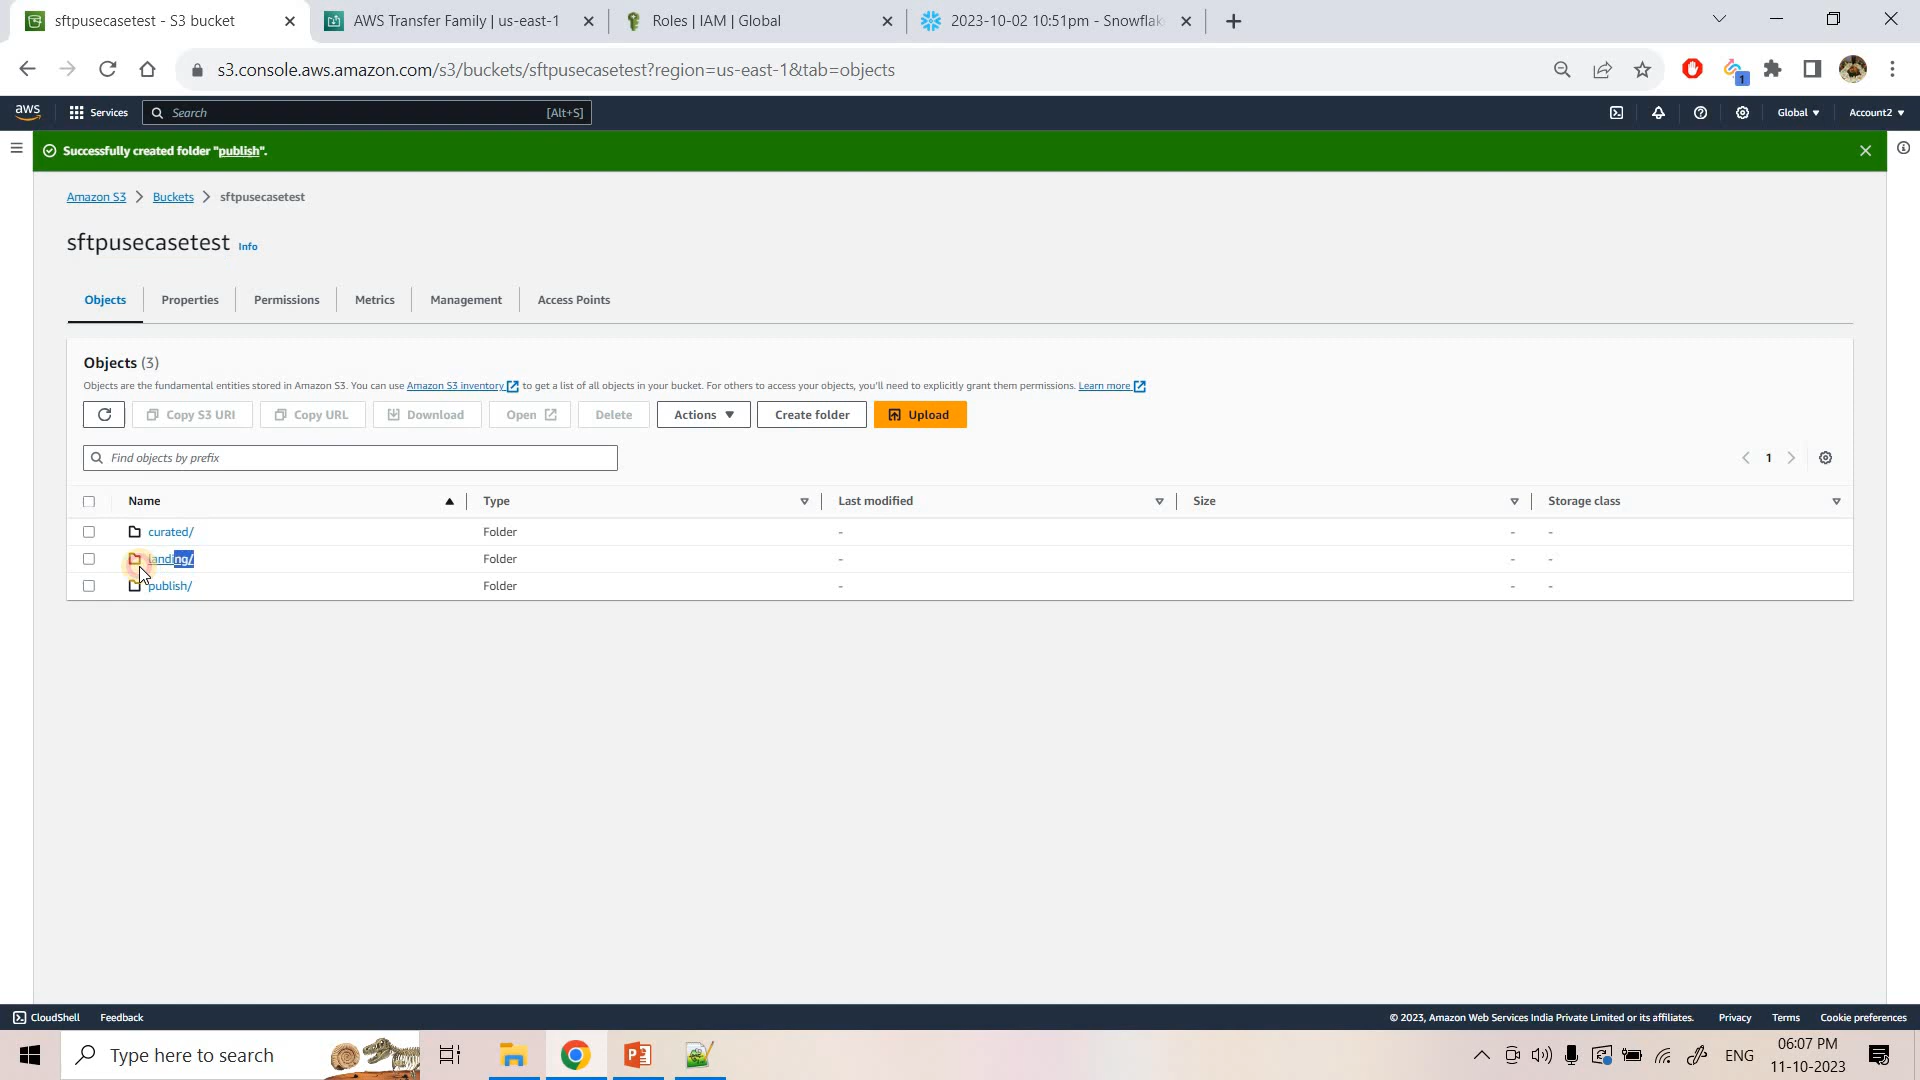 sftpusecasetest - S3 bucket
AWS Transfer Family | us-east-1
Roles | IAM | Global
2023-10-02 10:51pm - Snowflak
s3.console.aws.amazon.com/s3/buckets/sftpusecasetest?region=us-east-1&tab=objects
1
aws
Services
Search
[Alt+S]
Global
Account2
Successfully created folder "publish".
Amazon S3
Buckets
sftpusecasetest
sftpusecasetest
Info
Objects
Properties
Permissions
Metrics
Management
Access Points
Objects (3)
Objects are the fundamental entities stored in Amazon S3. You can use Amazon S3 inventory to get a list of all objects in your bucket. For others to access your objects, you'll need to explicitly grant them permissions. Learn more
Copy S3 URI
Copy URL
Download
Open
Delete
Actions
Create folder
Upload
Find objects by prefix
1
Name
Type
Last modified
Size
Storage class
curated/ Folder - - -
landing/ Folder - - -
publish/ Folder - - -
CloudShell
Feedback
© 2023, Amazon Web Services India Private Limited or its affiliates.
Privacy
Terms
Cookie preferences
Type here to search
ENG
06:07 PM
11-10-2023